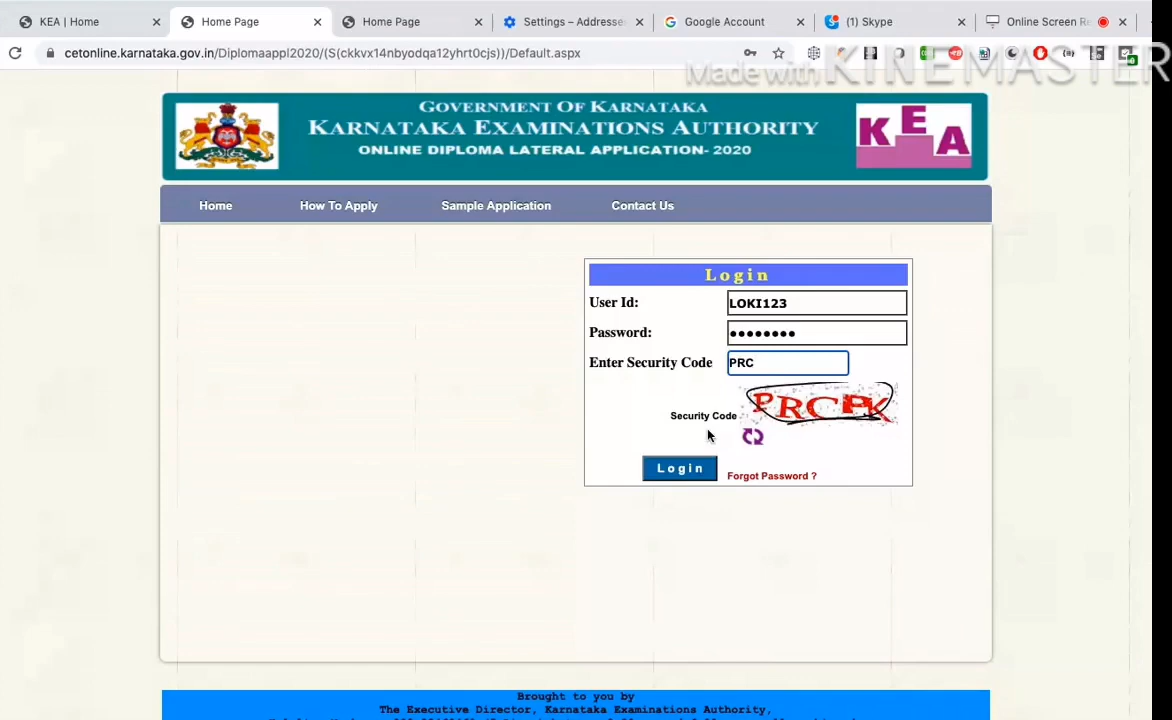 KEA | Home
Home Page
Home Page
Settings – Addresse
Google Account
(1) Skype
Online Screen Re
cetonline.karnataka.gov.in/Diplomaappl2020/(S(ckkvx14nbyodqa12yhrt0cjs))/Default.aspx
Made with KINEMASTER
GOVERNMENT OF KARNATAKA
KARNATAKA EXAMINATIONS AUTHORITY
ONLINE DIPLOMA LATERAL APPLICATION- 2020
KEA
Home How To Apply Sample Application Contact Us
Login
User Id: LOKI123
Password: ••••••••
Enter Security Code PRC
Security Code
Login Forgot Password ?
Brought to you by
The Executive Director, Karnataka Examinations Authority,